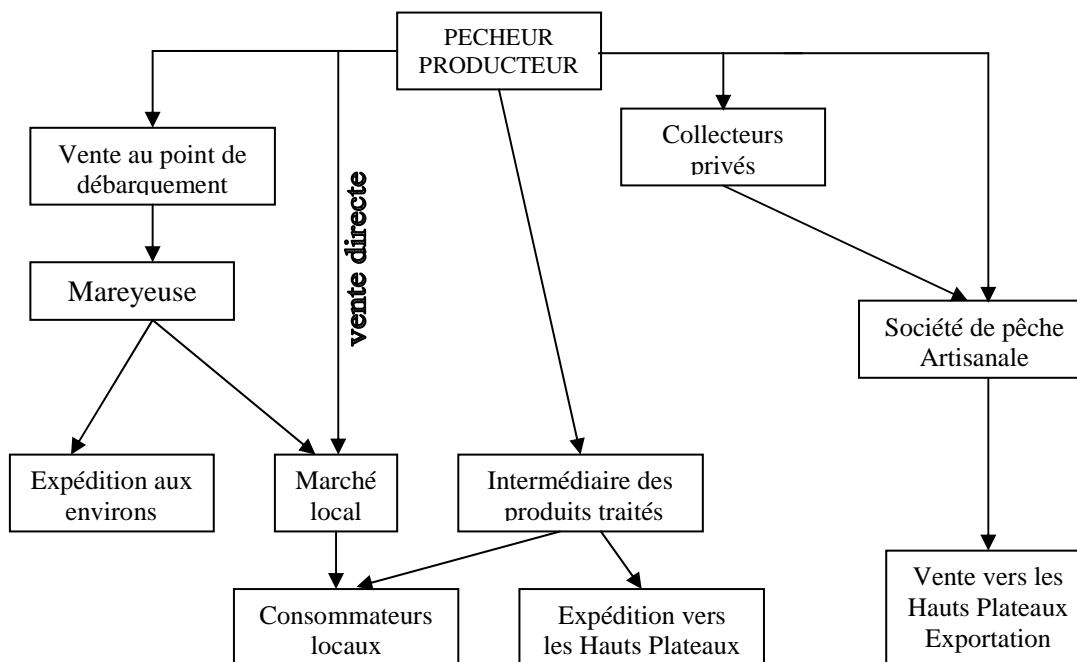 PECHEUR
PRODUCTEUR
Collecteurs
privés
Vente au point de
débarquement
vente directe
Mareyeuse
Société de pêche
Artisanale
Expédition aux
environs
Marché
local
Intermédiaire des
produits traités
Consommateurs
locaux
Expédition vers
les Hauts Plateaux
Vente vers les
Hauts Plateaux
Exportation